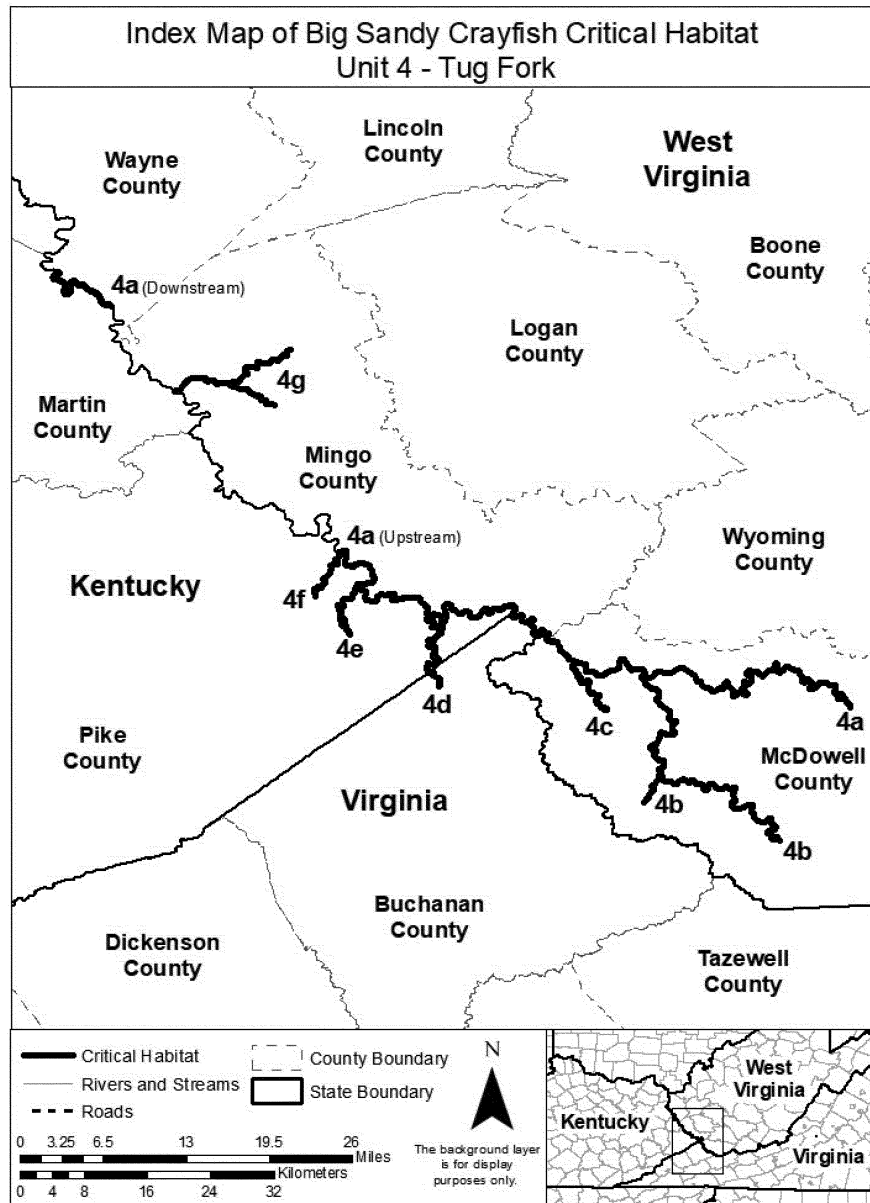 Index Map of Big Sandy Crayfish Critical Habitat
Unit 4 - Tug Fork
Wayne
County
Lincoln
County
West
Virginia
Boone
County
4a (Downstream)
Logan
County
4g
Martin
County
Mingo
County
4a (Upstream)
Wyoming
County
Kentucky
4f
4e
4d
4c
4a
Pike
County
McDowell
County
Virginia
4b
4b
Buchanan
County
Dickenson
County
Tazewell
County
Critical Habitat
Rivers and Streams
Roads
County Boundary
State Boundary
0 3.25 6.5 13 19.5 26
Miles
Kilometers
0 4 8 16 24 32
N
The background layer
is for display
purposes only.
West
Virginia
Kentucky
Virginia